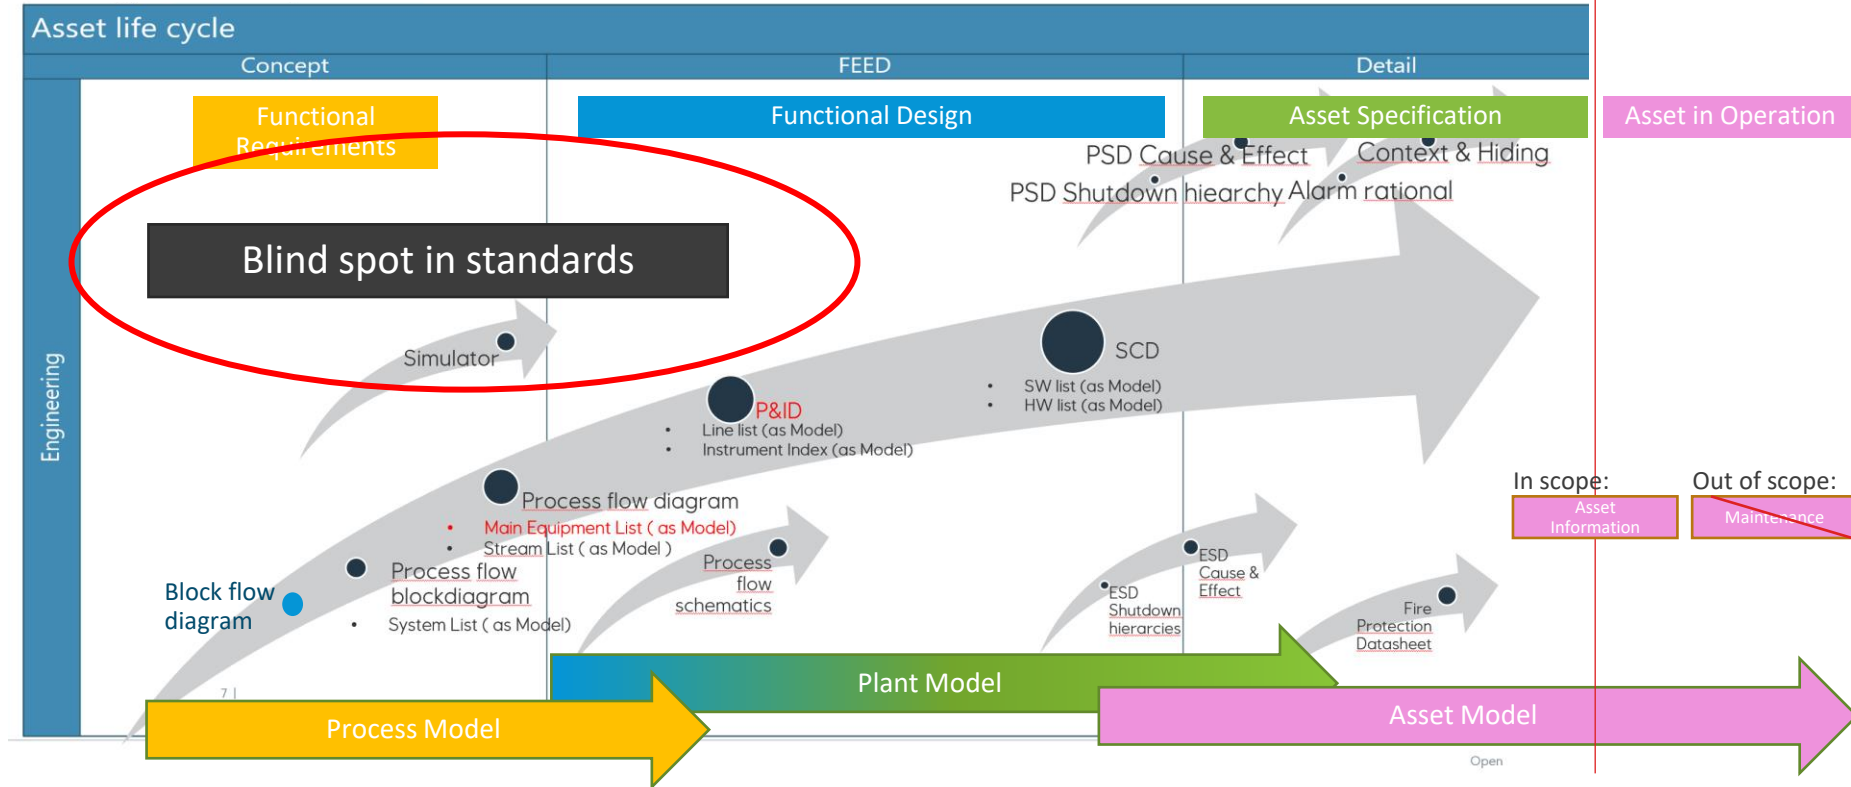 Asset life cycle
Concept
FEED
Detail
Functional
Requirements
Functional Design
Asset Specification
Asset in Operation
PSD Cause & Effect
Context & Hiding
PSD Shutdown hiearchy
Alarm rational
Blind spot in standards
Engineering
Simulator
SCD
• SW list (as Model)
• HW list (as Model)
P&ID
• Line list (as Model)
• Instrument Index (as Model)
In scope:
Out of scope:
Asset
Information
Maintenance
Process flow diagram
• Main Equipment List ( as Model)
• Stream List ( as Model )
Process
flow
schematics
ESD
Cause &
Effect
Block flow
diagram
Process flow
blockdiagram
• System List ( as Model)
ESD
Shutdown
hierarcies
Fire
Protection
Datasheet
7 |
Plant Model
Process Model
Asset Model
Open